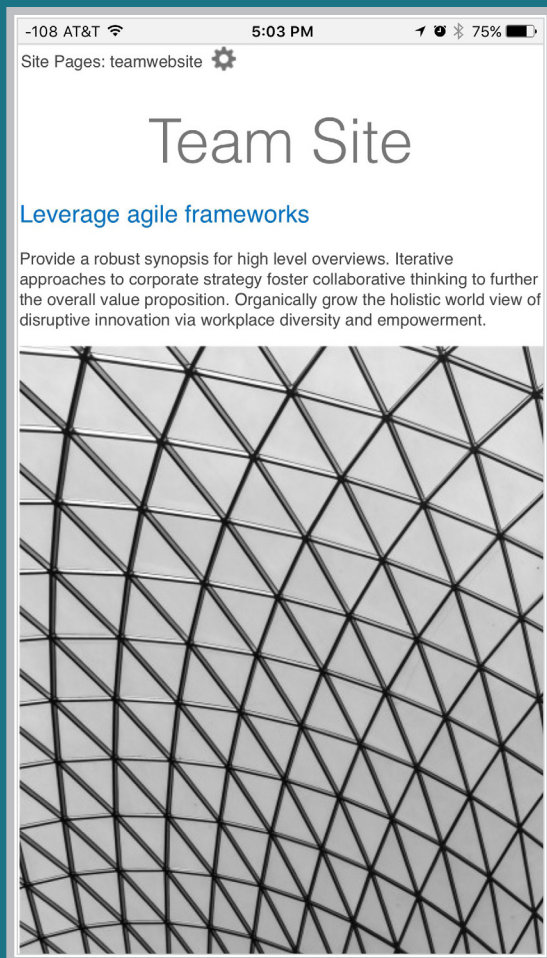 -108 AT&T 5:03 PM 75%
Site Pages: teamwebsite
Team Site
Leverage agile frameworks
Provide a robust synopsis for high level overviews. Iterative
approaches to corporate strategy foster collaborative thinking to further
the overall value proposition. Organically grow the holistic world view of
disruptive innovation via workplace diversity and empowerment.